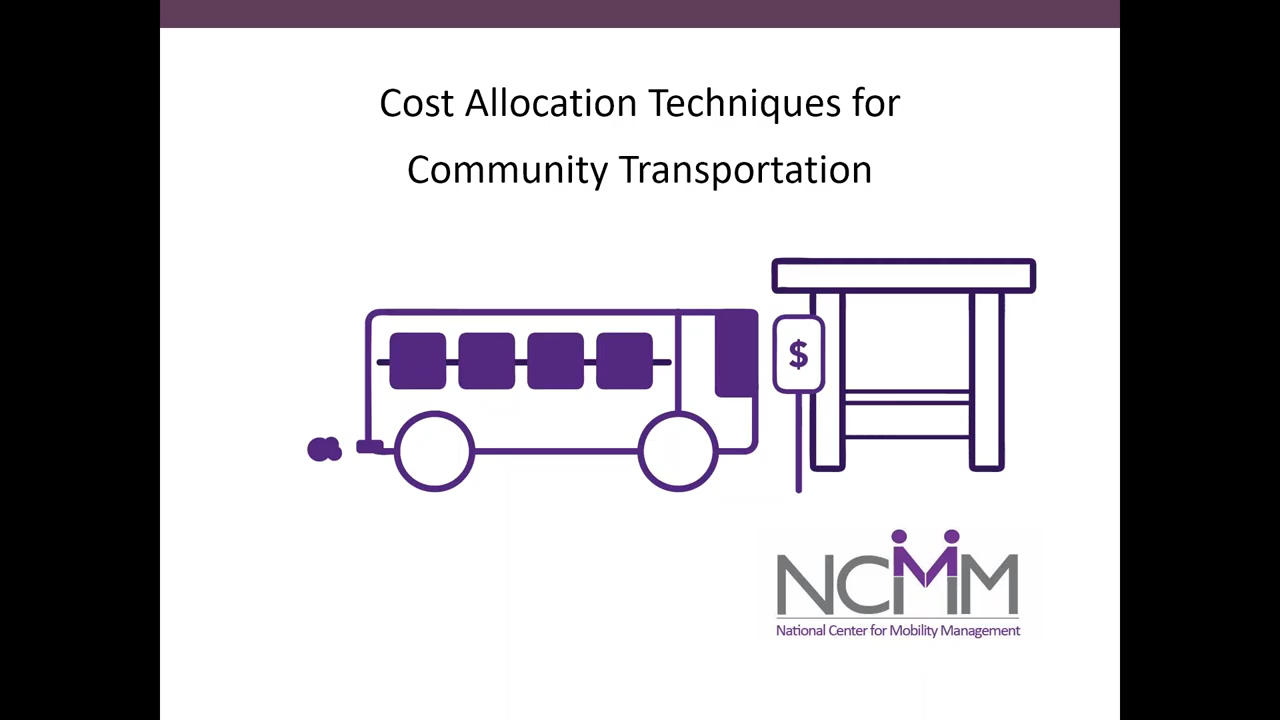 Cost Allocation Techniques for
Community Transportation
$
NCMM
National Center for Mobility Management